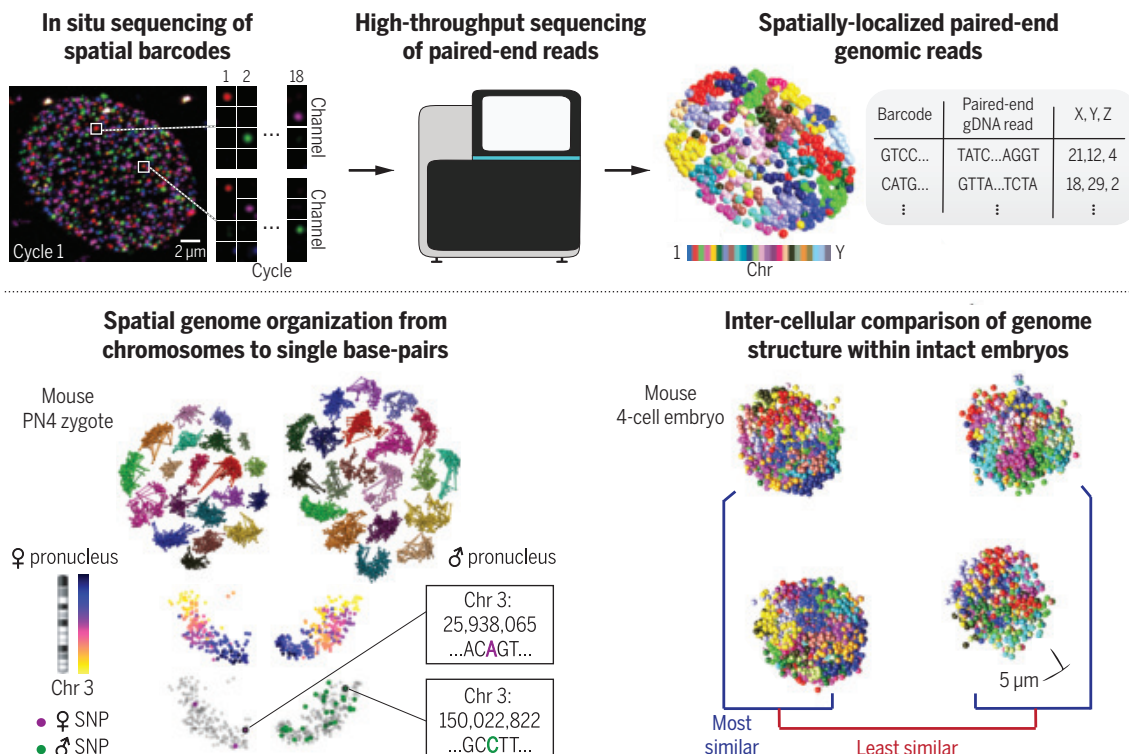 In situ sequencing of
spatial barcodes
High-throughput sequencing
of paired-end reads
Spatially-localized paired-end
genomic reads
1 2 18
Channel
...
Channel
...
Cycle 1
2 µm
Cycle
Barcode Paired-end gDNA read X, Y, Z
GTCC... TATC...AGGT 21,12, 4
CATG... GTTA...TCTA 18, 29, 2
⋮ ⋮ ⋮
1 Y
Chr
Spatial genome organization from
chromosomes to single base-pairs
Mouse
PN4 zygote
♀ pronucleus
♂ pronucleus
Chr 3
♀ SNP
♂ SNP
Chr 3:
25,938,065
...ACAGT...
Chr 3:
150,022,822
...GCCTT...
Inter-cellular comparison of genome
structure within intact embryos
Mouse
4-cell embryo
5 µm
Most
similar
Least similar